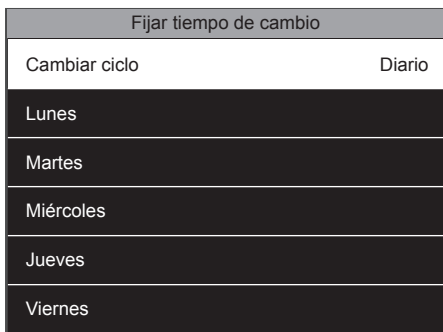 Fijar tiempo de cambio
Cambiar ciclo Diario
Lunes
Martes
Miércoles
Jueves
Viernes